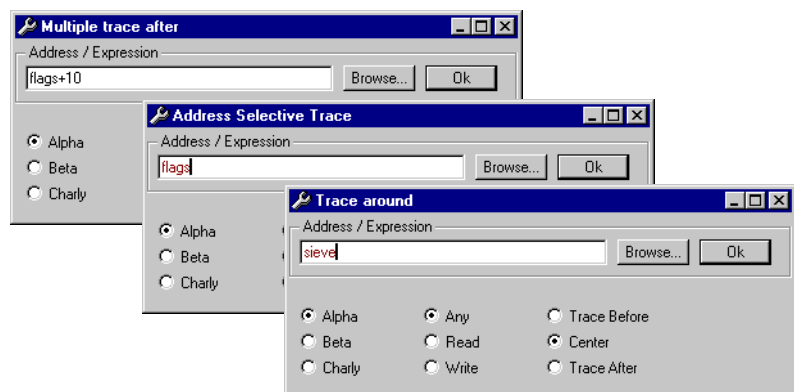 Multiple trace after
Address / Expression
flags+10 Browse... Ok
Alpha
Beta
Charly
Address Selective Trace
Address / Expression
flags Browse... Ok
Alpha
Beta
Charly
Trace around
Address / Expression
sieve Browse... Ok
Alpha Any Trace Before
Beta Read Center
Charly Write Trace After